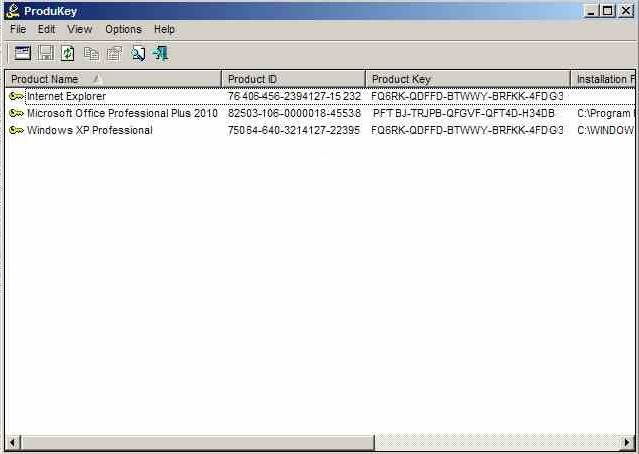 ProduKey
File Edit View Options Help
Product Name Product ID Product Key Installation F
Internet Explorer 76406-456-2394127-15232 FQ6RK-QDFFD-BTWWY-BRFKK-4FDG3
Microsoft Office Professional Plus 2010 82503-106-0000018-45538 PFTBJ-TRJPB-QFGVF-QFT4D-H34DB C:\Program
Windows XP Professional 75064-640-3214127-22395 FQ6RK-QDFFD-BTWWY-BRFKK-4FDG3 C:\WINDOW